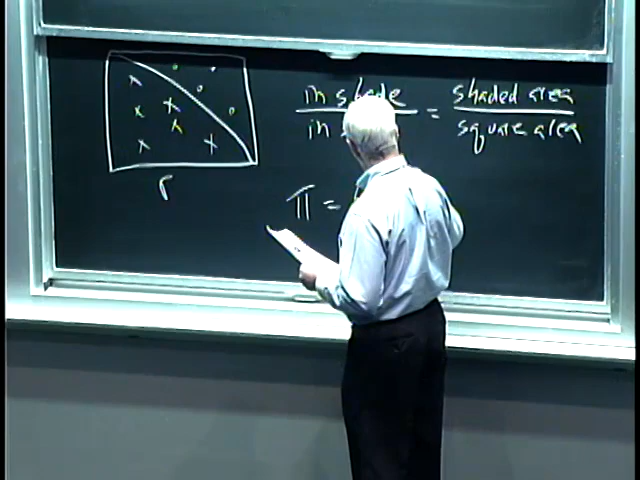 in shade = shaded area
in square area
r
π =